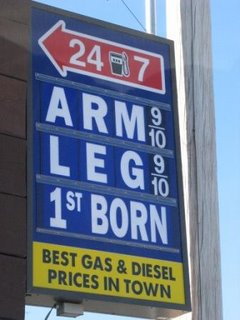 24 7
ARM 9/10
LEG 9/10
1ST BORN
BEST GAS & DIESEL
PRICES IN TOWN